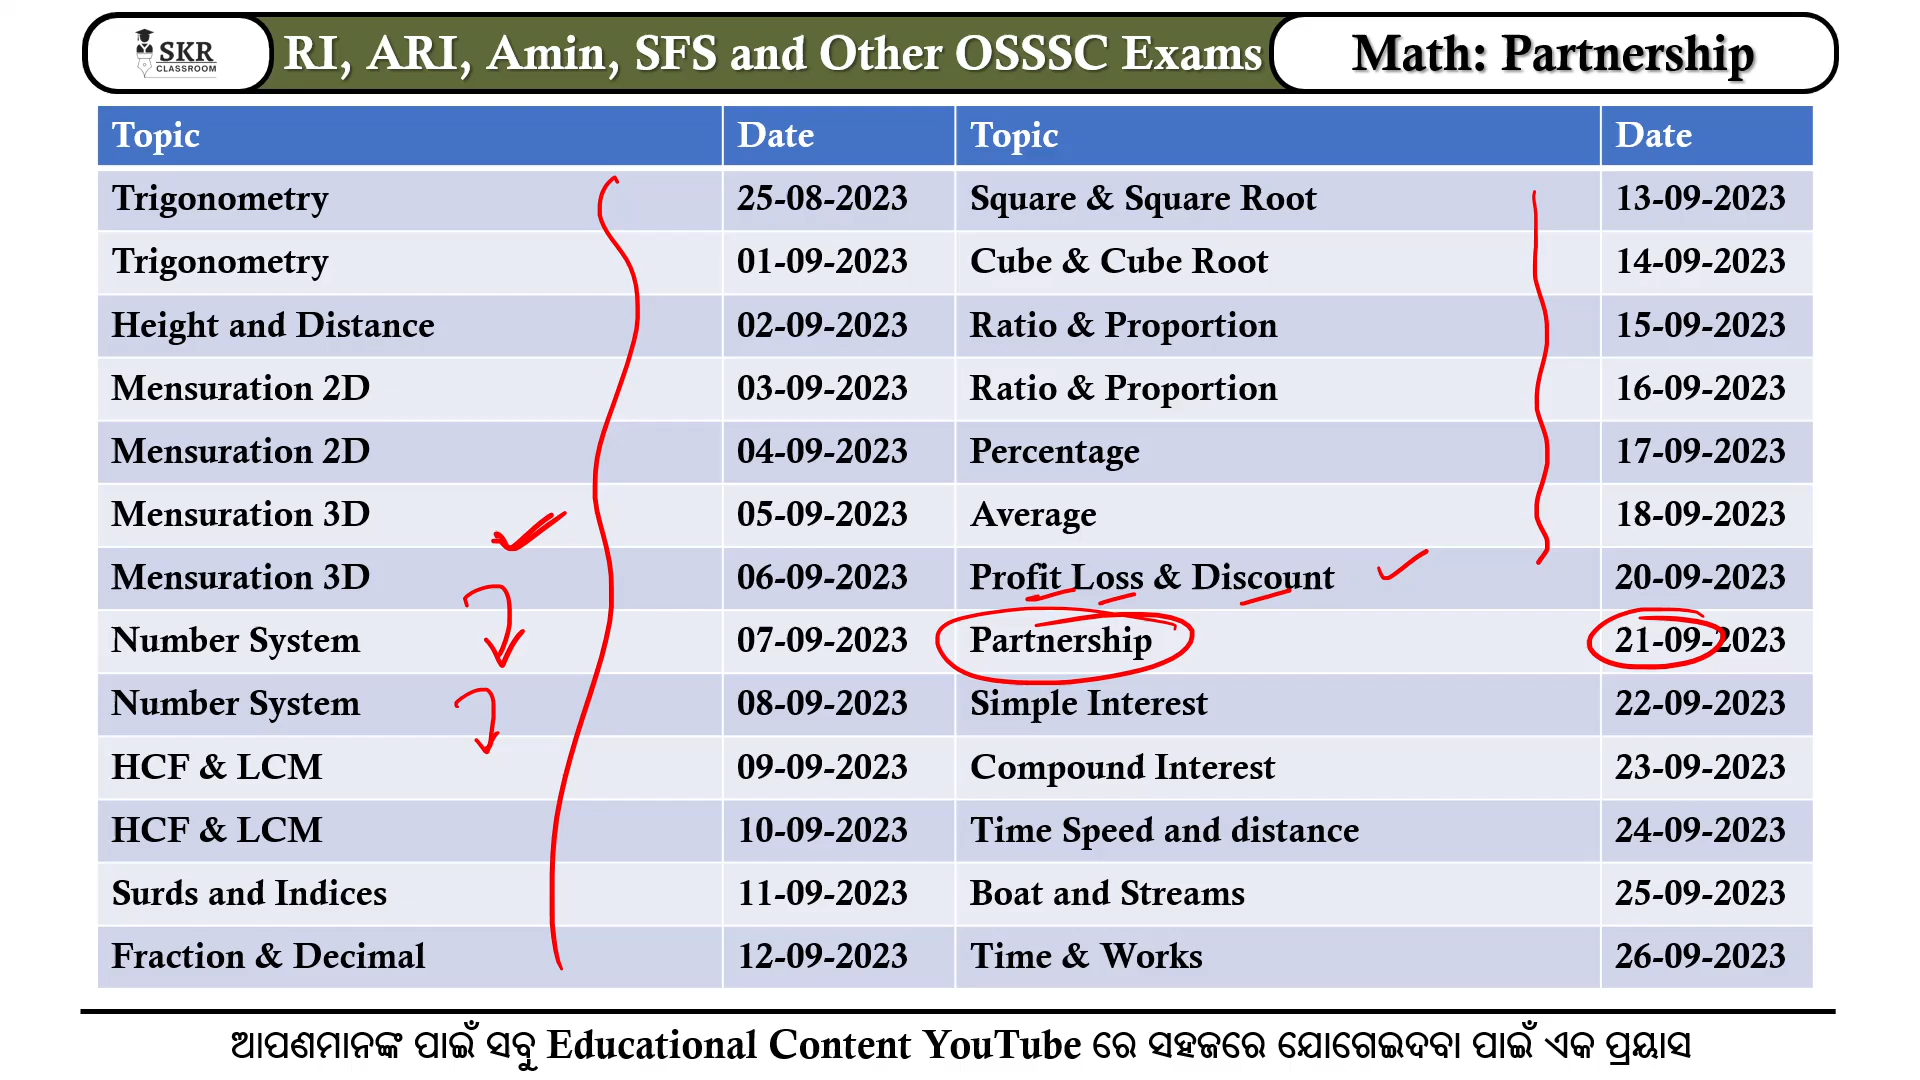 SKR
CLASSROOM
RI, ARI, Amin, SFS and Other OSSSC Exams
Math: Partnership
Topic Date Topic Date
Trigonometry 25-08-2023 Square & Square Root 13-09-2023
Trigonometry 01-09-2023 Cube & Cube Root 14-09-2023
Height and Distance 02-09-2023 Ratio & Proportion 15-09-2023
Mensuration 2D 03-09-2023 Ratio & Proportion 16-09-2023
Mensuration 2D 04-09-2023 Percentage 17-09-2023
Mensuration 3D 05-09-2023 Average 18-09-2023
Mensuration 3D 06-09-2023 Profit Loss & Discount 20-09-2023
Number System 07-09-2023 Partnership 21-09-2023
Number System 08-09-2023 Simple Interest 22-09-2023
HCF & LCM 09-09-2023 Compound Interest 23-09-2023
HCF & LCM 10-09-2023 Time Speed and distance 24-09-2023
Surds and Indices 11-09-2023 Boat and Streams 25-09-2023
Fraction & Decimal 12-09-2023 Time & Works 26-09-2023
ଆପଣମାନଙ୍କ ପାଇଁ ସବୁ Educational Content YouTube ରେ ସହଜରେ ଯୋଗେଇଦବା ପାଇଁ ଏକ ପ୍ରୟାସ